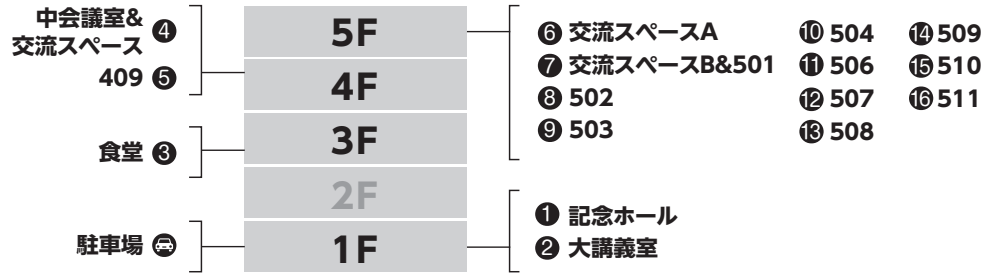 中会議室&
交流スペース ❹
409 ❺
食堂 ❸
駐車場
5F
4F
3F
2F
1F
❻ 交流スペースA
❼ 交流スペースB&501
❽ 502
❾ 503
❿ 504
⓫ 506
⓬ 507
⓭ 508
⓮ 509
⓯ 510
⓰ 511
❶ 記念ホール
❷ 大講義室